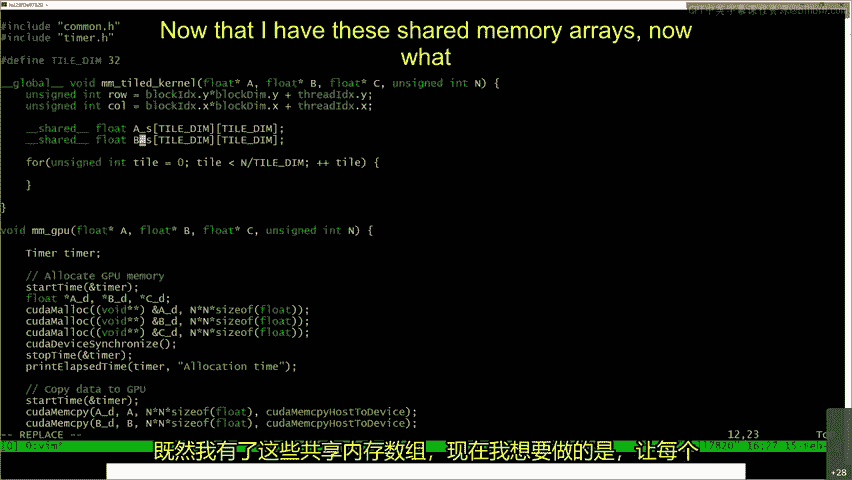 Now that I have these shared memory arrays, now
what
#include "common.h"
#include "timer.h"
#define TILE_DIM 32
__global__ void mm_tiled_kernel(float* A, float* B, float* C, unsigned int N) {
unsigned int row = blockIdx.y*blockDim.y + threadIdx.y;
unsigned int col = blockIdx.x*blockDim.x + threadIdx.x;
__shared__ float A_s[TILE_DIM][TILE_DIM];
__shared__ float B_s[TILE_DIM][TILE_DIM];
for(unsigned int tile = 0; tile < N/TILE_DIM; ++ tile) {
}
}
void mm_gpu(float* A, float* B, float* C, unsigned int N) {
Timer timer;
// Allocate GPU memory
startTime(&timer);
float *A_d, *B_d, *C_d;
cudaMalloc((void**) &A_d, N*N*sizeof(float));
cudaMalloc((void**) &B_d, N*N*sizeof(float));
cudaMalloc((void**) &C_d, N*N*sizeof(float));
cudaDeviceSynchronize();
stopTime(&timer);
printElapsedTime(timer, "Allocation time");
// Copy data to GPU
startTime(&timer);
cudaMemcpy(A_d, A, N*N*sizeof(float), cudaMemcpyHostToDevice);
cudaMemcpy(B_d, B, N*N*sizeof(float), cudaMemcpyHostToDevice);
-- REPLACE -- 12,23
既然我有了这些共享内存数组，现在我想要做的是，让每个
+28